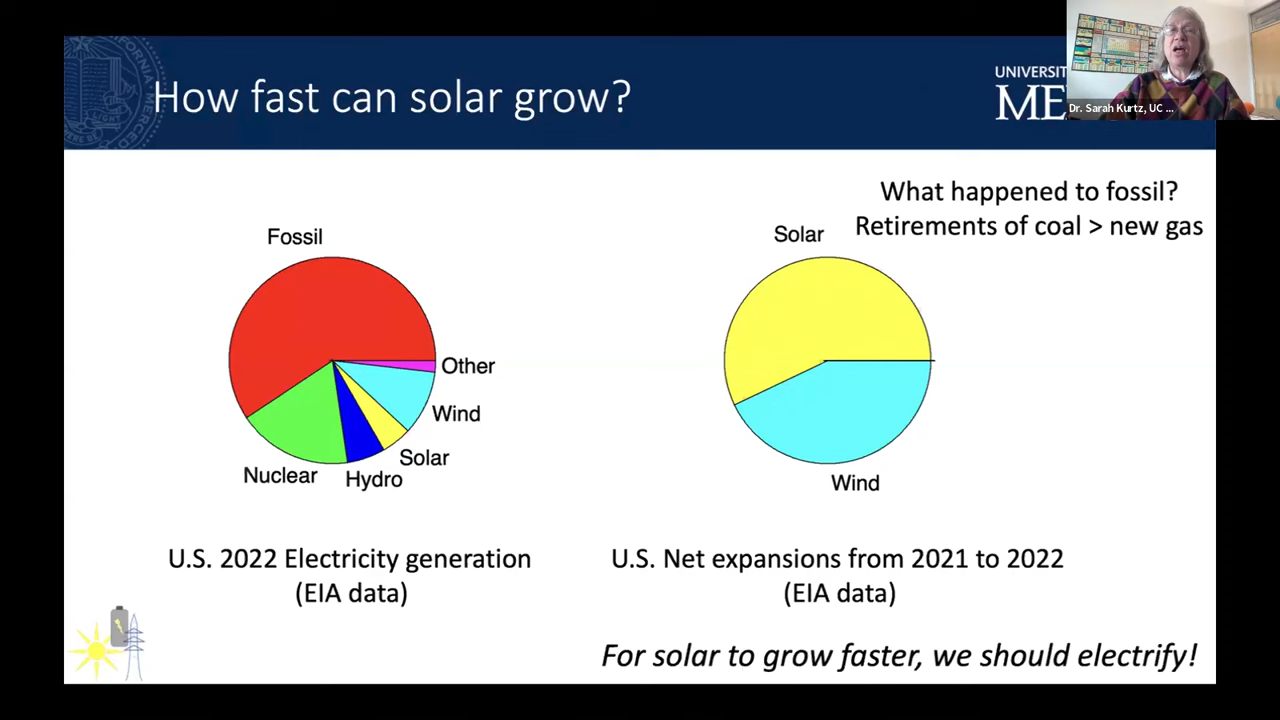 How fast can solar grow?
UNIVERSIT
ME
Dr. Sarah Kurtz, UC ...
What happened to fossil?
Retirements of coal > new gas
Fossil
Other
Wind
Solar
Hydro
Nuclear
Solar
Wind
U.S. 2022 Electricity generation
(EIA data)
U.S. Net expansions from 2021 to 2022
(EIA data)
For solar to grow faster, we should electrify!